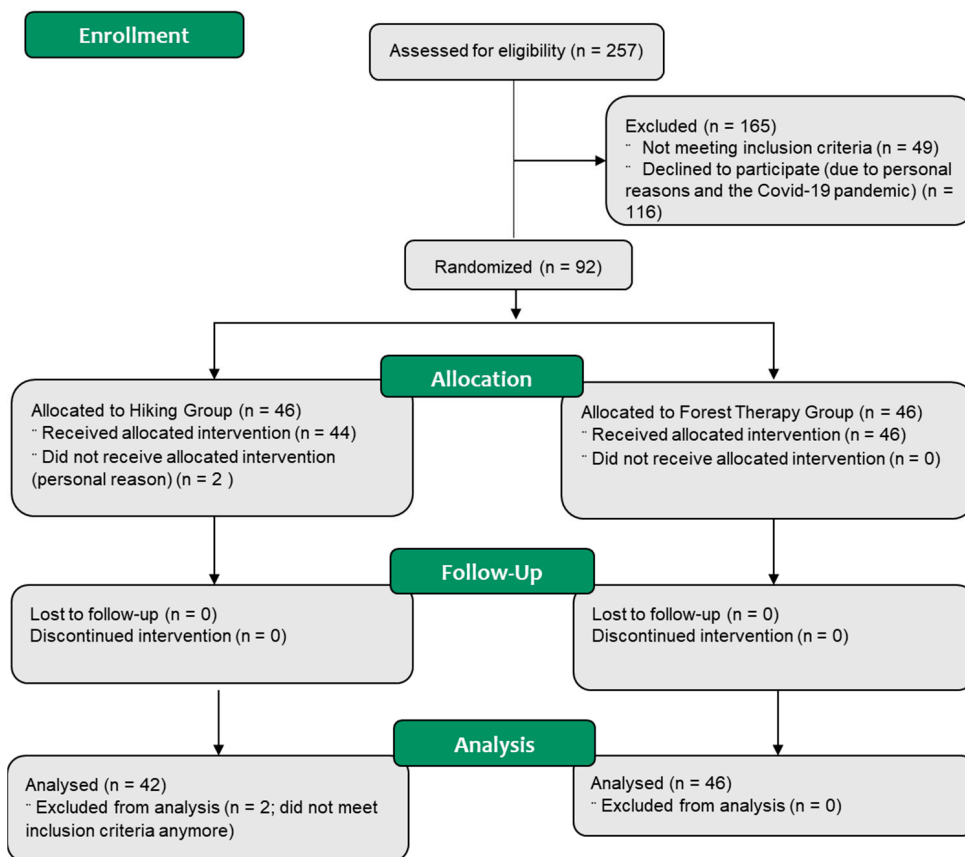 Enrollment
Assessed for eligibility (n = 257)
Excluded (n = 165)
¨ Not meeting inclusion criteria (n = 49)
¨ Declined to participate (due to personal
reasons and the Covid-19 pandemic) (n =
116)
Randomized (n = 92)
Allocation
Allocated to Hiking Group (n = 46)
¨ Received allocated intervention (n = 44)
¨ Did not receive allocated intervention
(personal reason) (n = 2 )
Allocated to Forest Therapy Group (n = 46)
¨ Received allocated intervention (n = 46)
¨ Did not receive allocated intervention (n = 0)
Follow-Up
Lost to follow-up (n = 0)
Discontinued intervention (n = 0)
Lost to follow-up (n = 0)
Discontinued intervention (n = 0)
Analysis
Analysed (n = 42)
¨ Excluded from analysis (n = 2; did not meet
inclusion criteria anymore)
Analysed (n = 46)
¨ Excluded from analysis (n = 0)